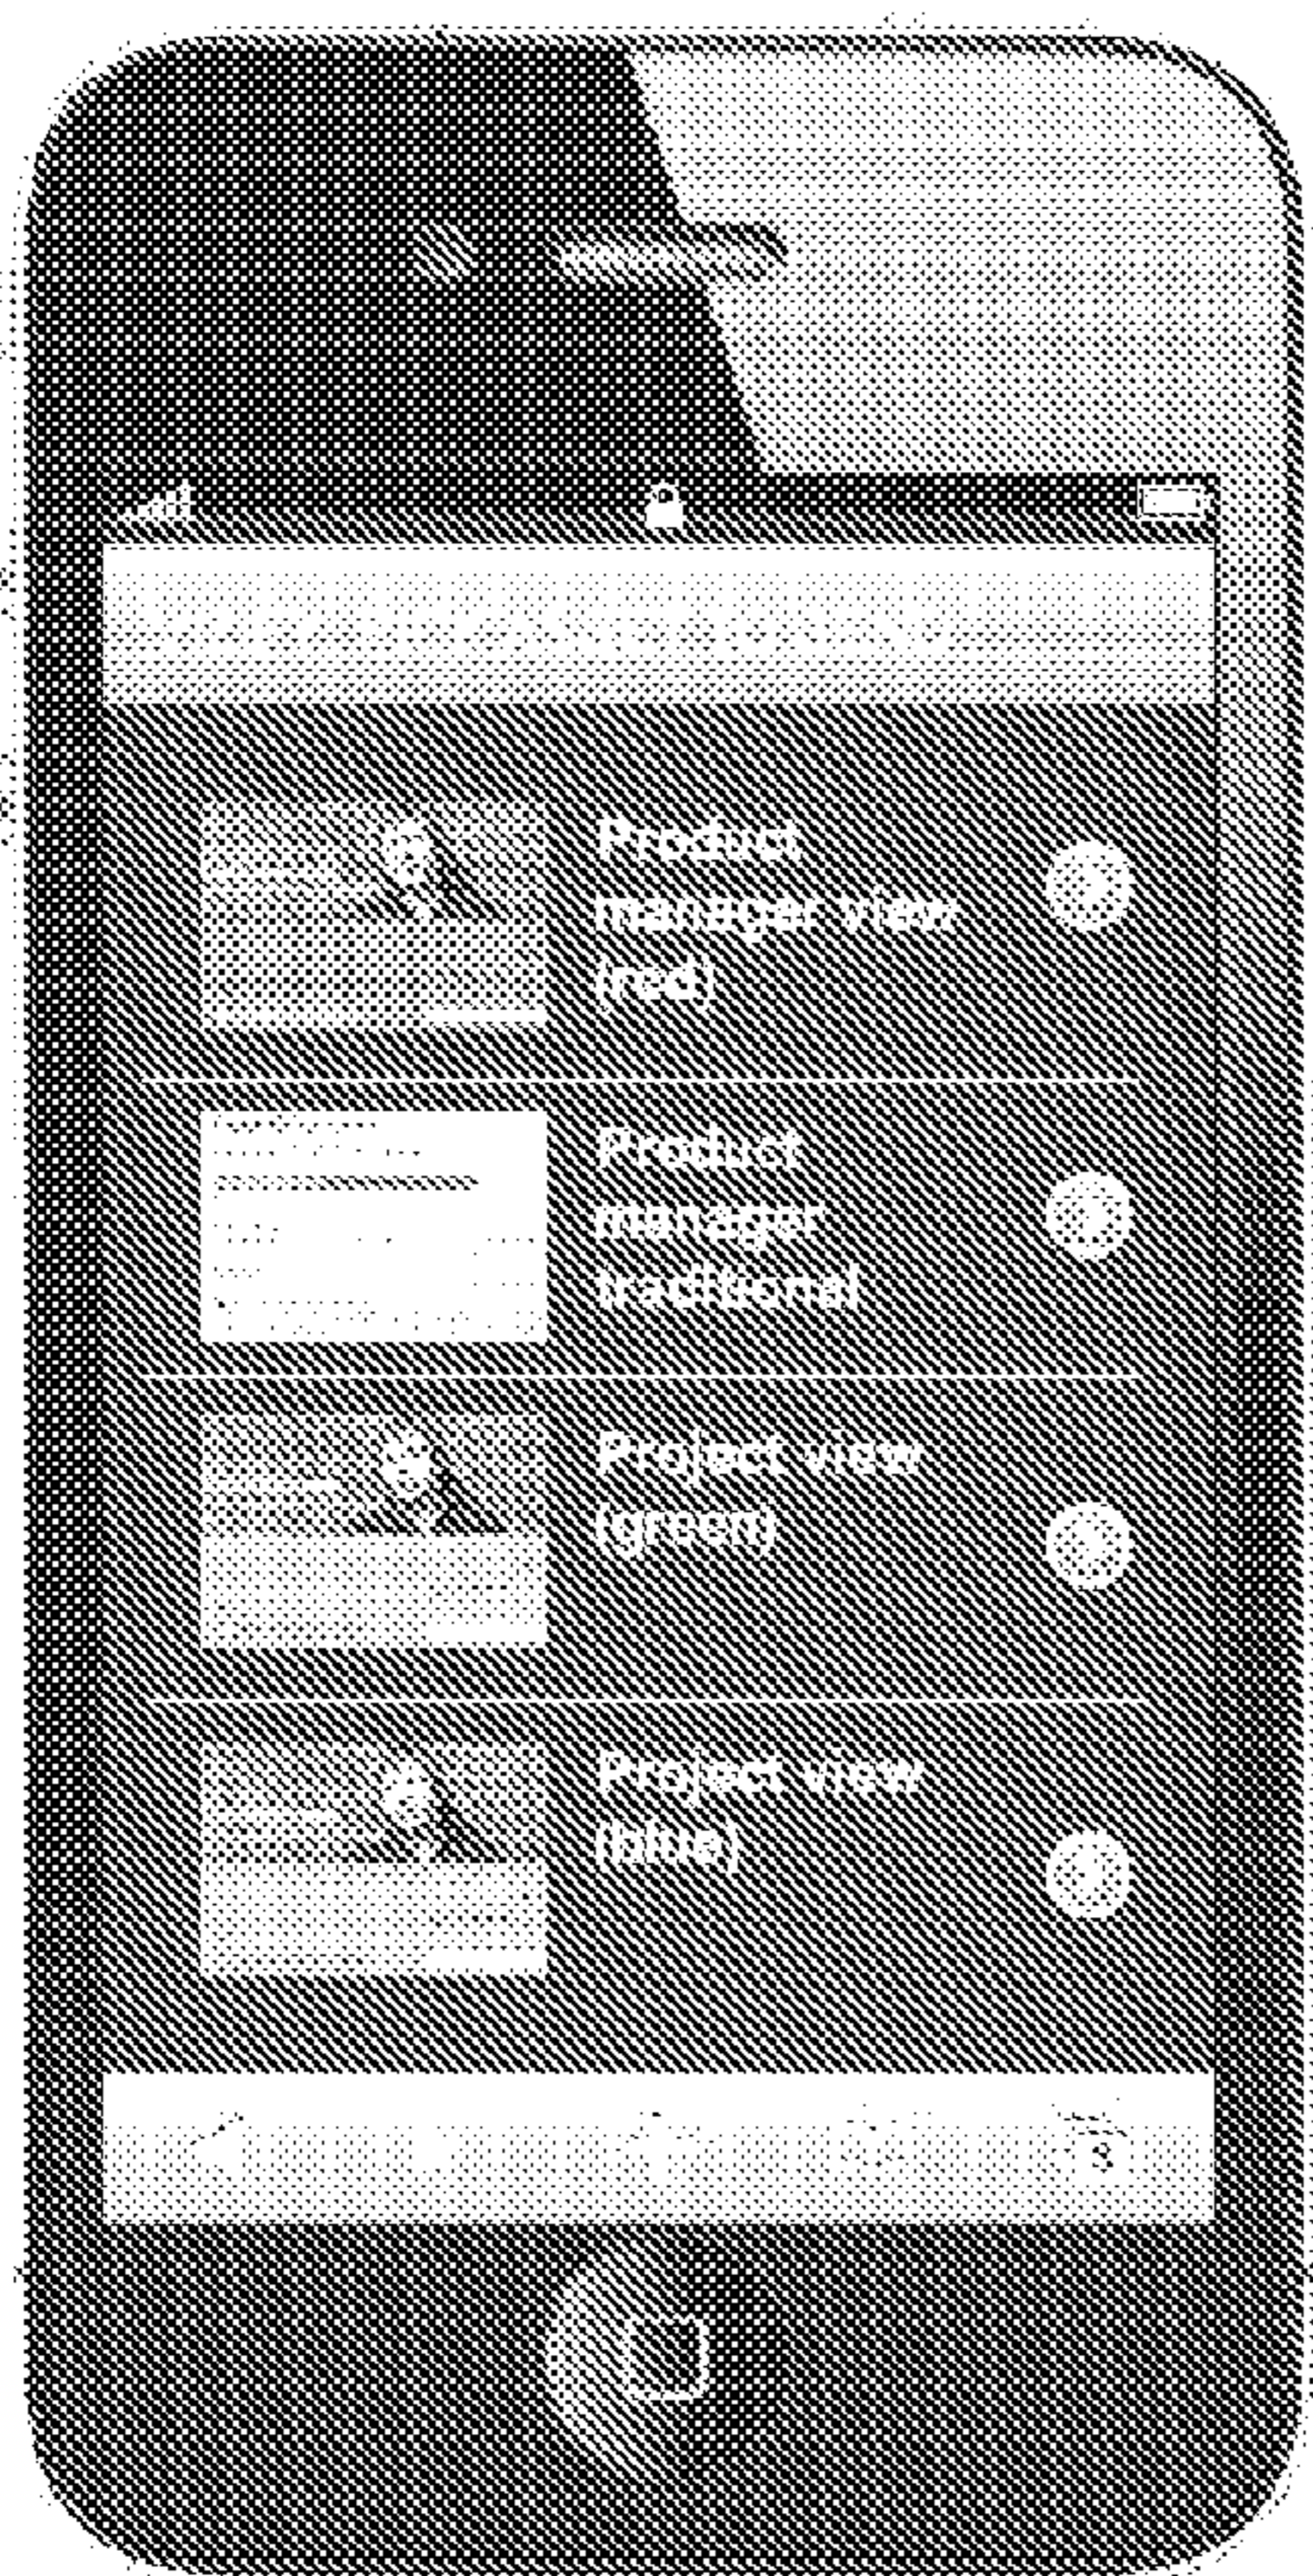 Product
manager view
(red)
Product
manager
traditional
Project view
(green)
Project view
(blue)